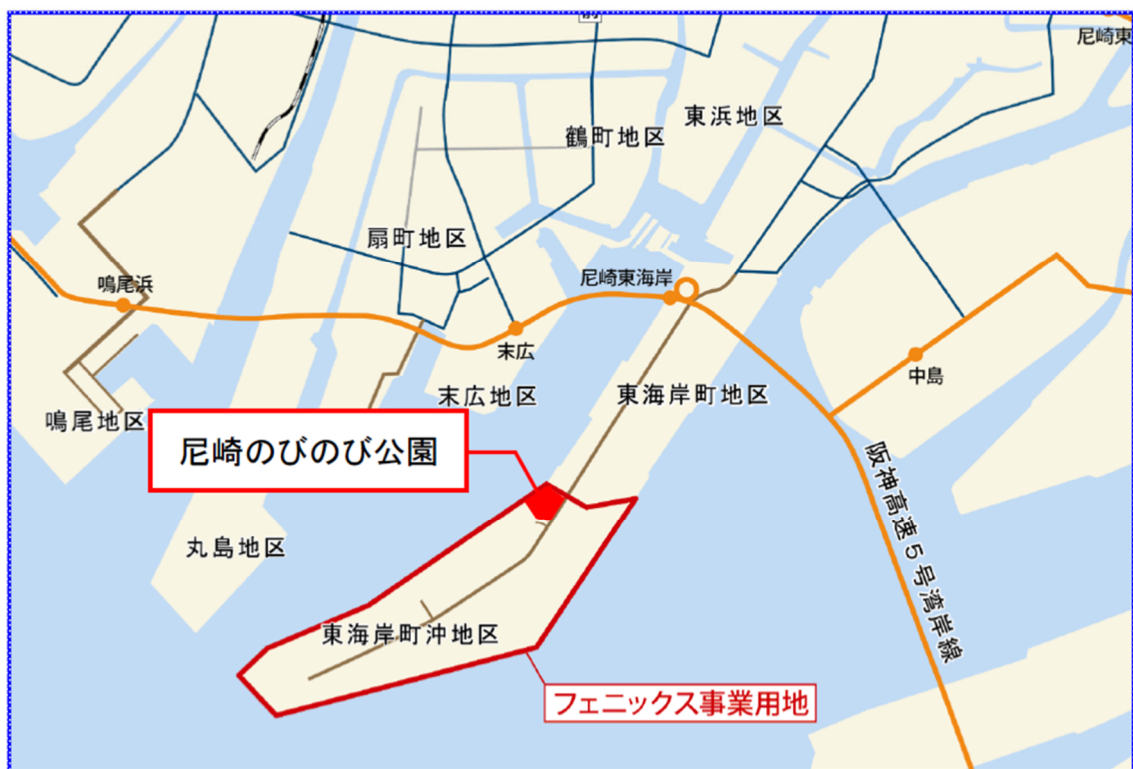 尼崎東
東浜地区
鶴町地区
扇町地区
尼崎東海岸
鳴尾浜
末広
中島
末広地区
東海岸町地区
鳴尾地区
尼崎のびのび公園
阪神高速5号湾岸線
丸島地区
東海岸町沖地区
フェニックス事業用地